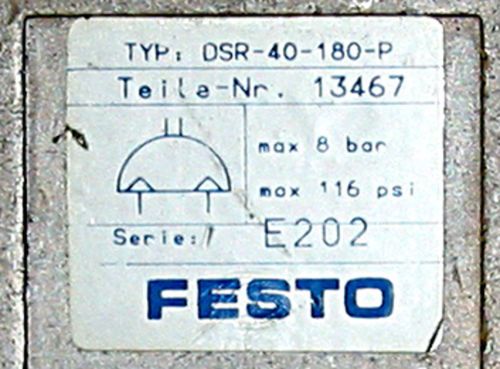 TYP: DSR-40-180-P
Teile-Nr. 13467
max 8 bar
max 116 psi
Serie: E202
FESTO